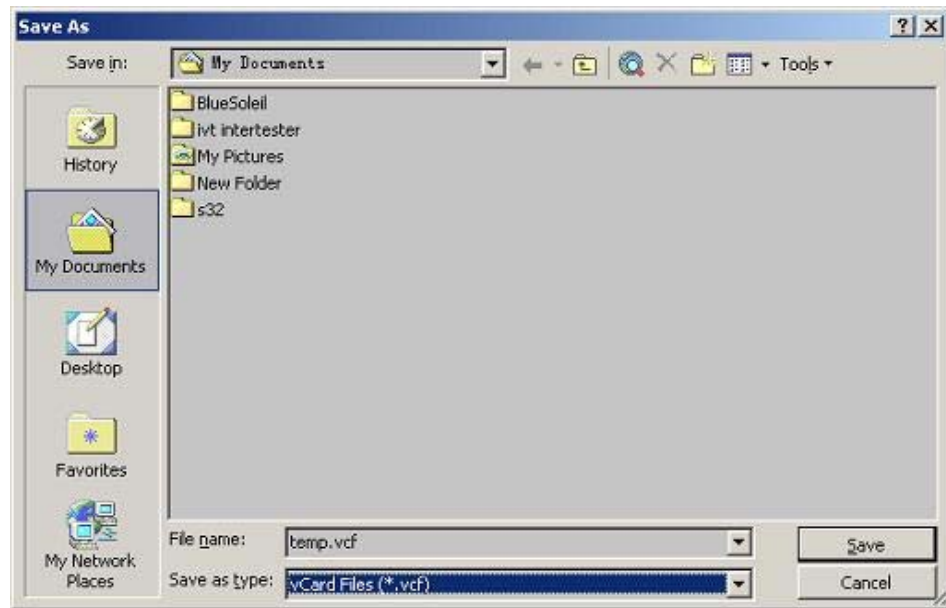 Save As
Save in: My Documents Tools
BlueSoleil
ivt intertester
My Pictures
New Folder
s32
History
My Documents
Desktop
Favorites
My Network
Places
File name: temp.vcf Save
Save as type: vCard Files (*.vcf) Cancel